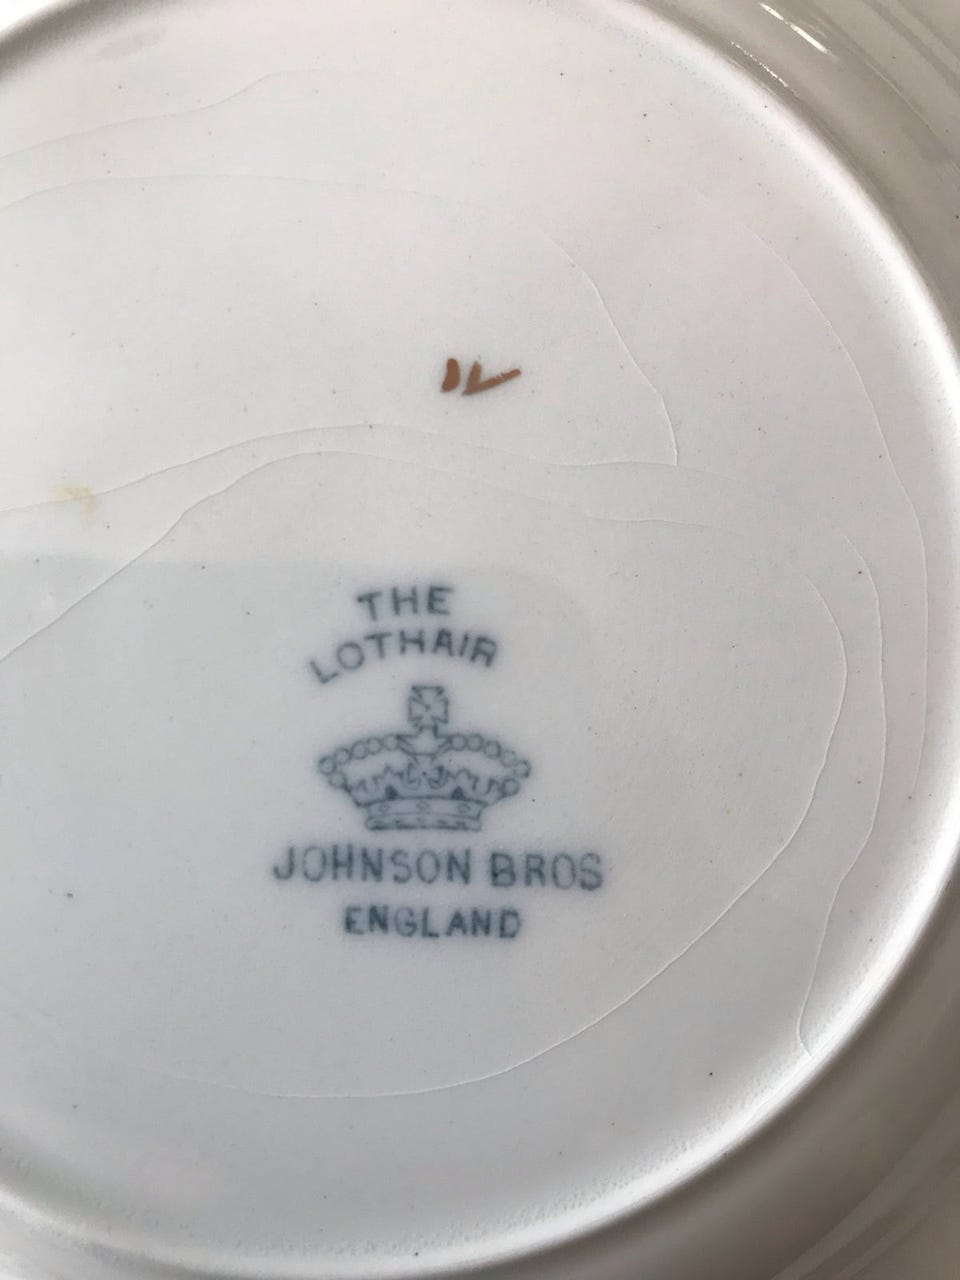 THE
LOTHAIR
JOHNSON BROS
ENGLAND